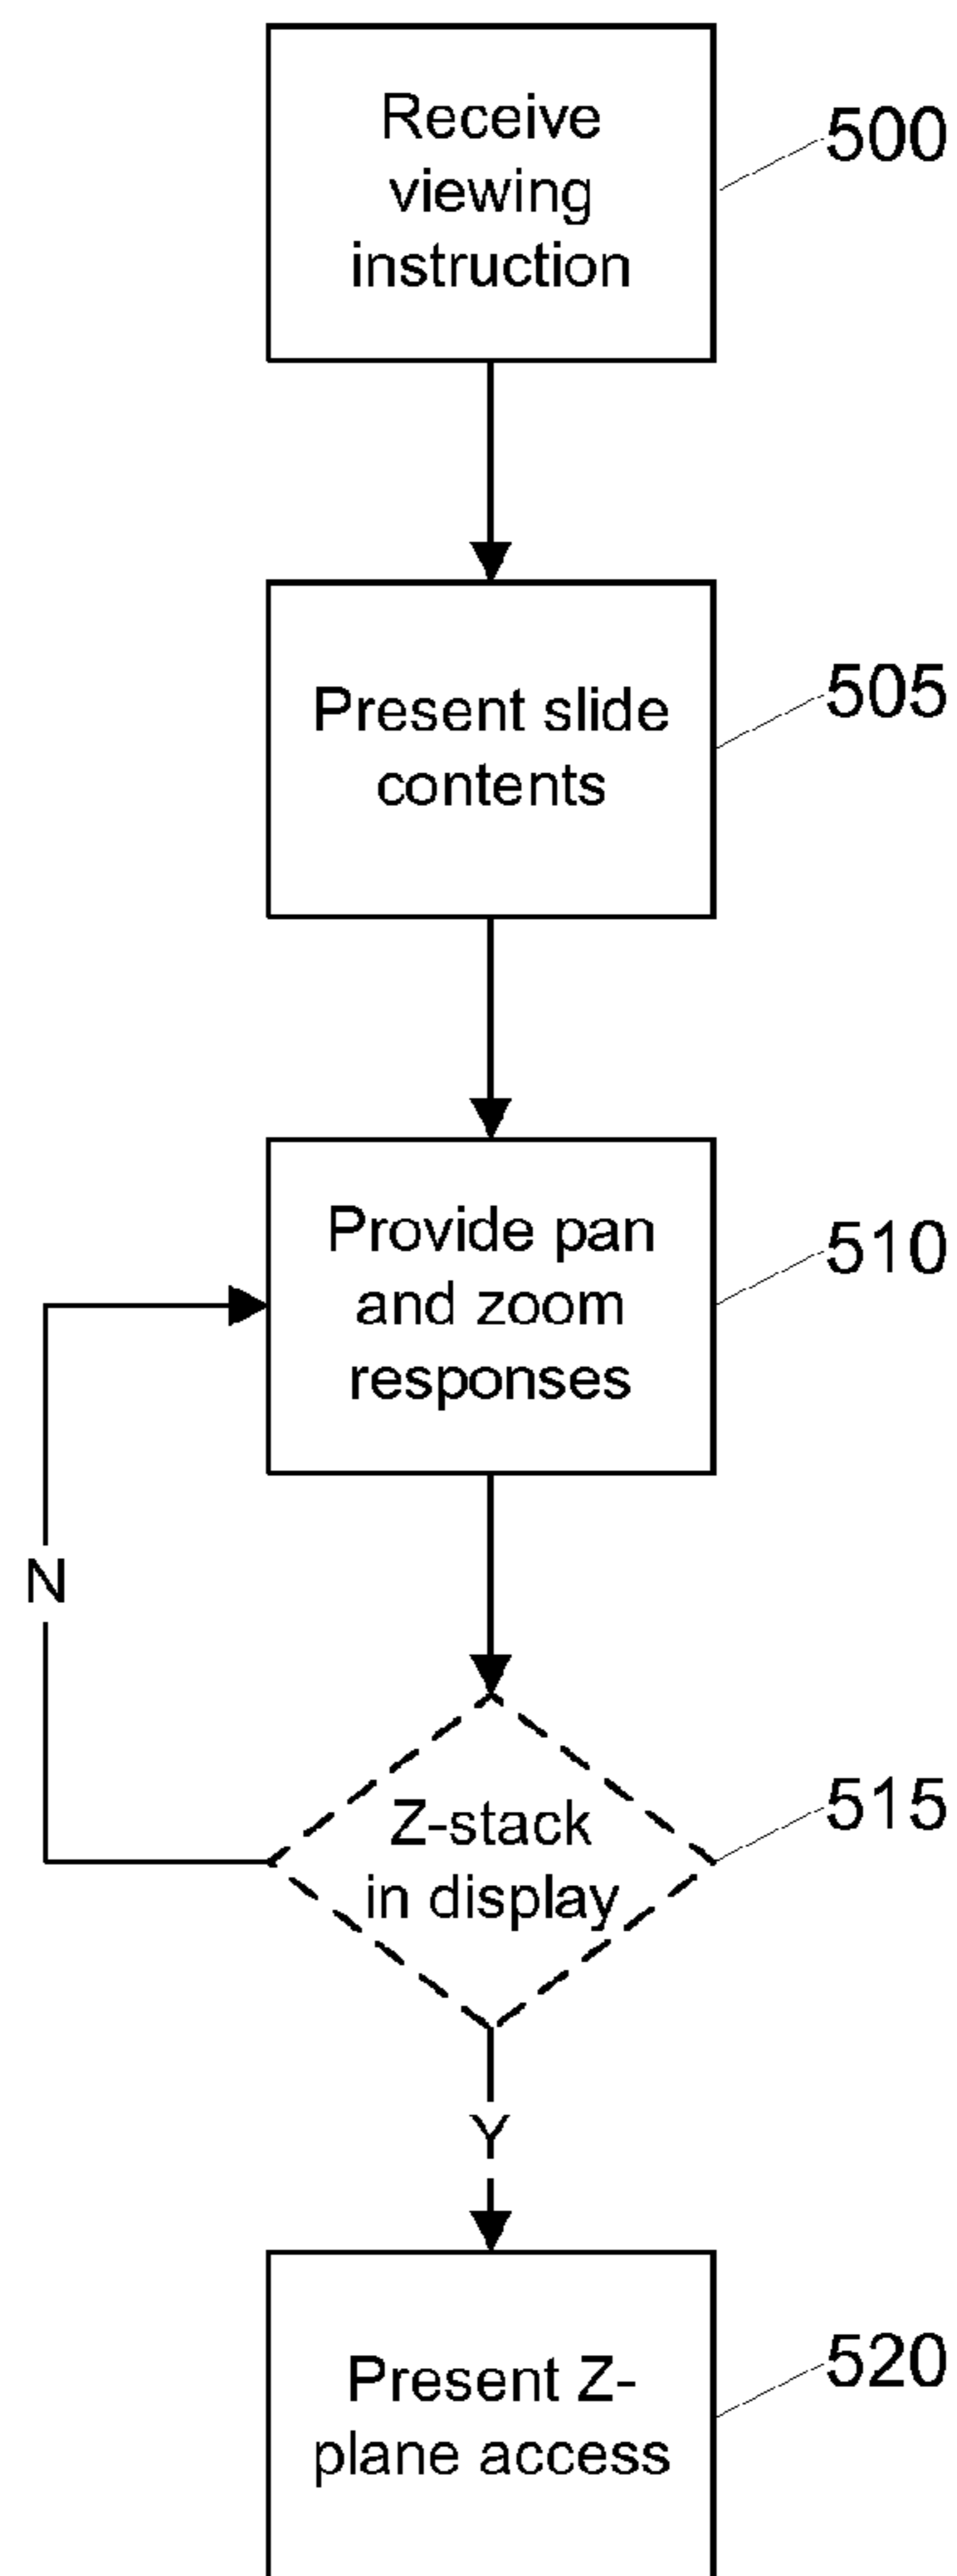 Receive
viewing
instruction
500
Present slide
contents
505
Provide pan
and zoom
responses
510
N
Z-stack
in display
515
Y
Present Z-
plane access
520